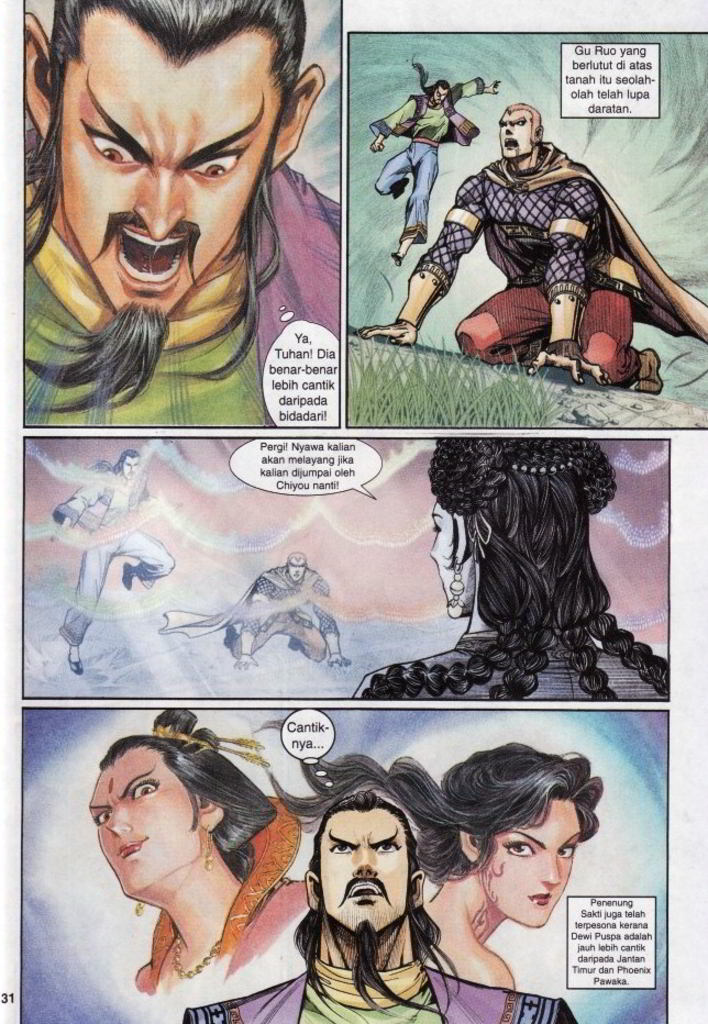 Ya,
Tuhan! Dia
benar-benar
lebih cantik
daripada
bidadari!
Gu Ruo yang
berlutut di atas
tanah itu seolah-
olah telah lupa
daratan.
Pergi! Nyawa kalian
akan melayang jika
kalian dijumpai oleh
Chiyou nanti!
Cantik-
nya...
Penenung
Sakti juga telah
terpesona kerana
Dewi Puspa adalah
jauh lebih cantik
daripada Jantan
Timur dan Phoenix
Pawaka.
31